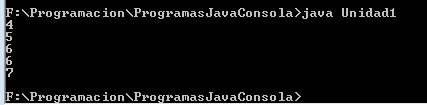 F:\Programacion\ProgramasJavaConsola>java Unidad1
4
5
6
6
7

F:\Programacion\ProgramasJavaConsola>